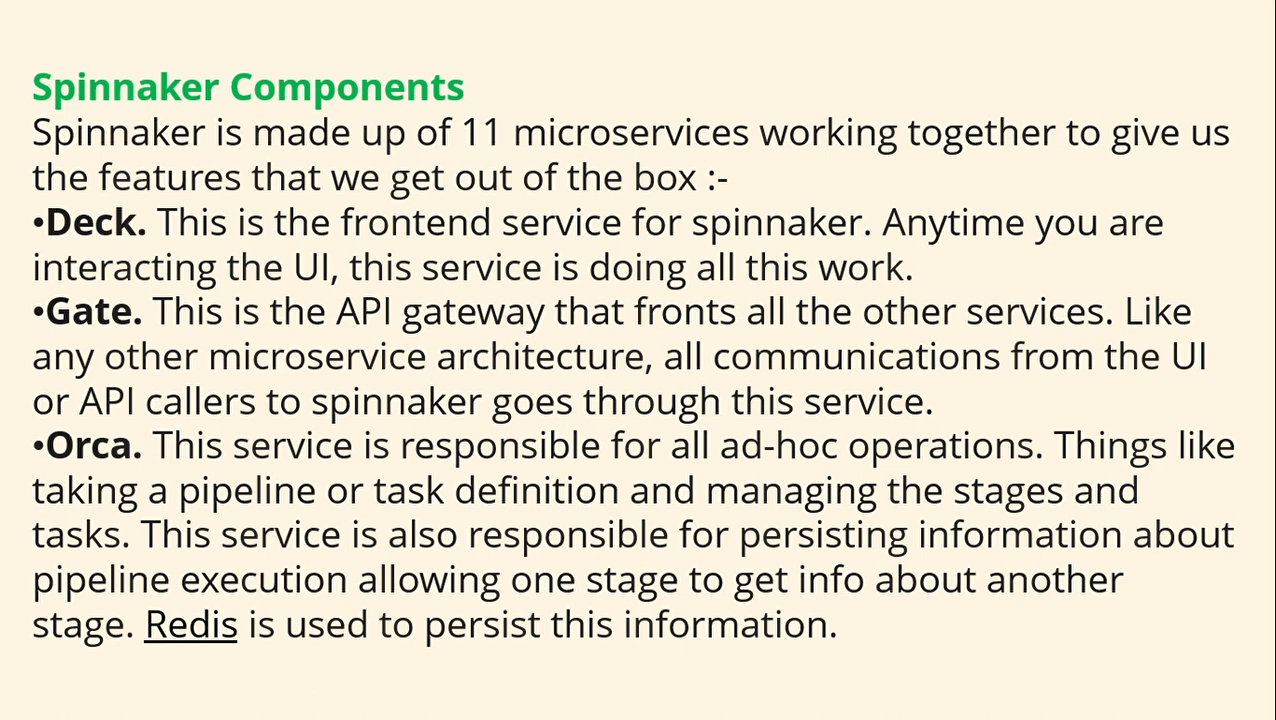 Spinnaker Components
Spinnaker is made up of 11 microservices working together to give us
the features that we get out of the box :-
•Deck. This is the frontend service for spinnaker. Anytime you are
interacting the UI, this service is doing all this work.
•Gate. This is the API gateway that fronts all the other services. Like
any other microservice architecture, all communications from the UI
or API callers to spinnaker goes through this service.
•Orca. This service is responsible for all ad-hoc operations. Things like
taking a pipeline or task definition and managing the stages and
tasks. This service is also responsible for persisting information about
pipeline execution allowing one stage to get info about another
stage. Redis is used to persist this information.